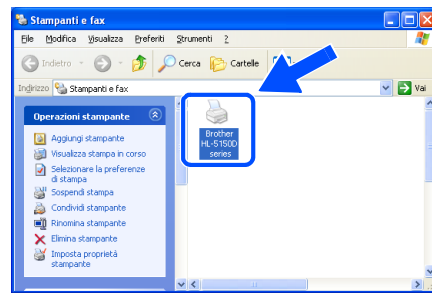 Stampanti e fax
File Modifica Visualizza Preferiti Strumenti ?
Indietro Cerca Cartelle
Indirizzo Stampanti e fax Vai
Operazioni stampante
Aggiungi stampante
Visualizza stampa in corso
Selezionare la preferenze
di stampa
Sospendi stampa
Condividi stampante
Rinomina stampante
Elimina stampante
Imposta proprietà
stampante
Brother
HL-5150D
series